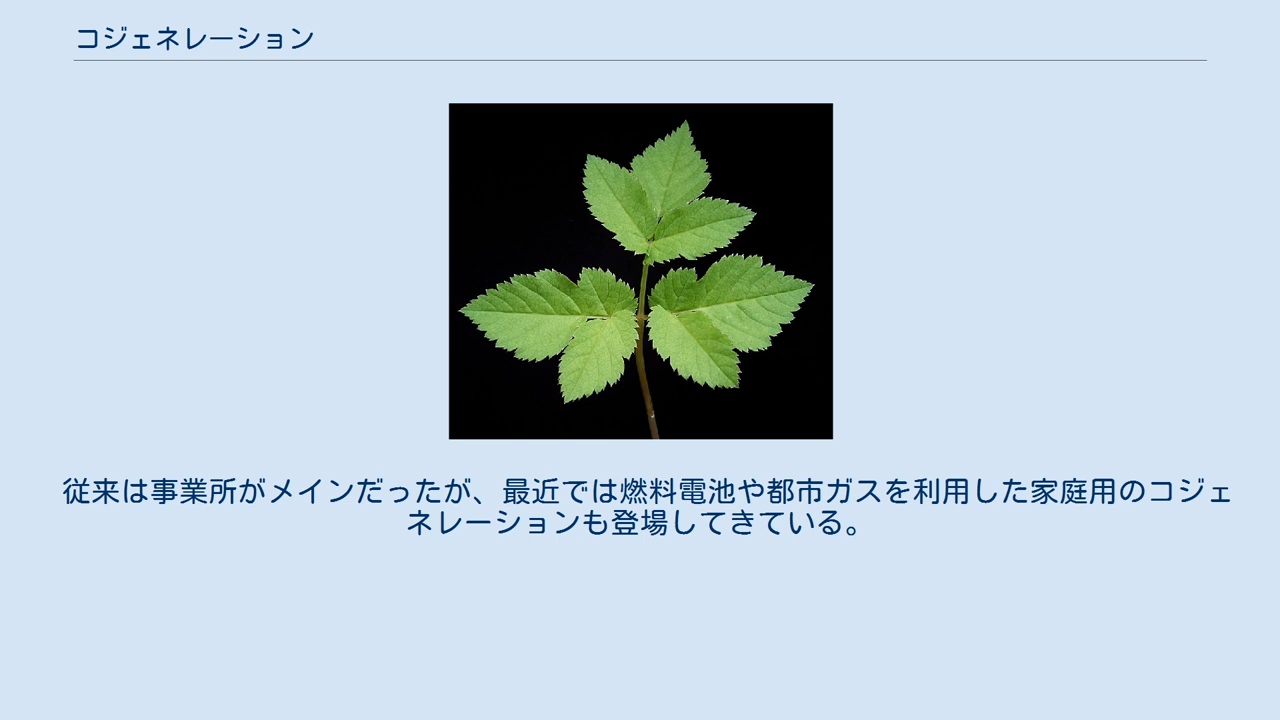 コジェネレーション
従来は事業所がメインだったが、最近では燃料電池や都市ガスを利用した家庭用のコジェ
ネレーションも登場してきている。